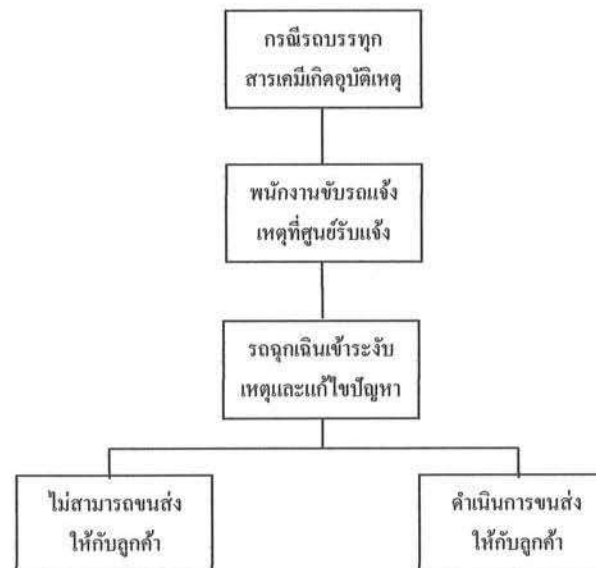 กรณีรถบรรทุก
สารเคมีเกิดอุบัติเหตุ
พนักงานขับรถแจ้ง
เหตุที่ศูนย์รับแจ้ง
รถฉุกเฉินเข้าระงับ
เหตุและแก้ไขปัญหา
ไม่สามารถขนส่ง
ให้กับลูกค้า
ดำเนินการขนส่ง
ให้กับลูกค้า